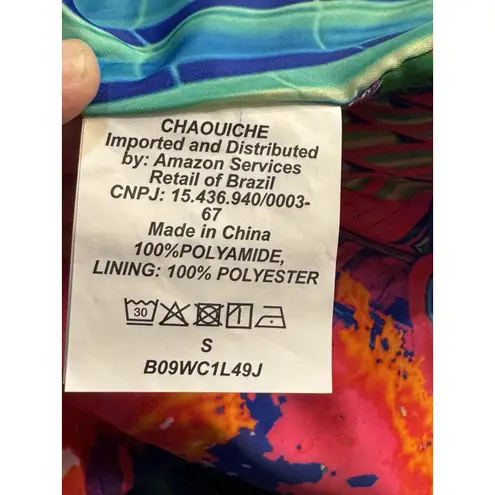 CHAOUICHE
Imported and Distributed
by: Amazon Services
Retail of Brazil
CNPJ: 15.436.940/0003-
67
Made in China
100%POLYAMIDE,
LINING: 100% POLYESTER
30
S
B09WC1L49J